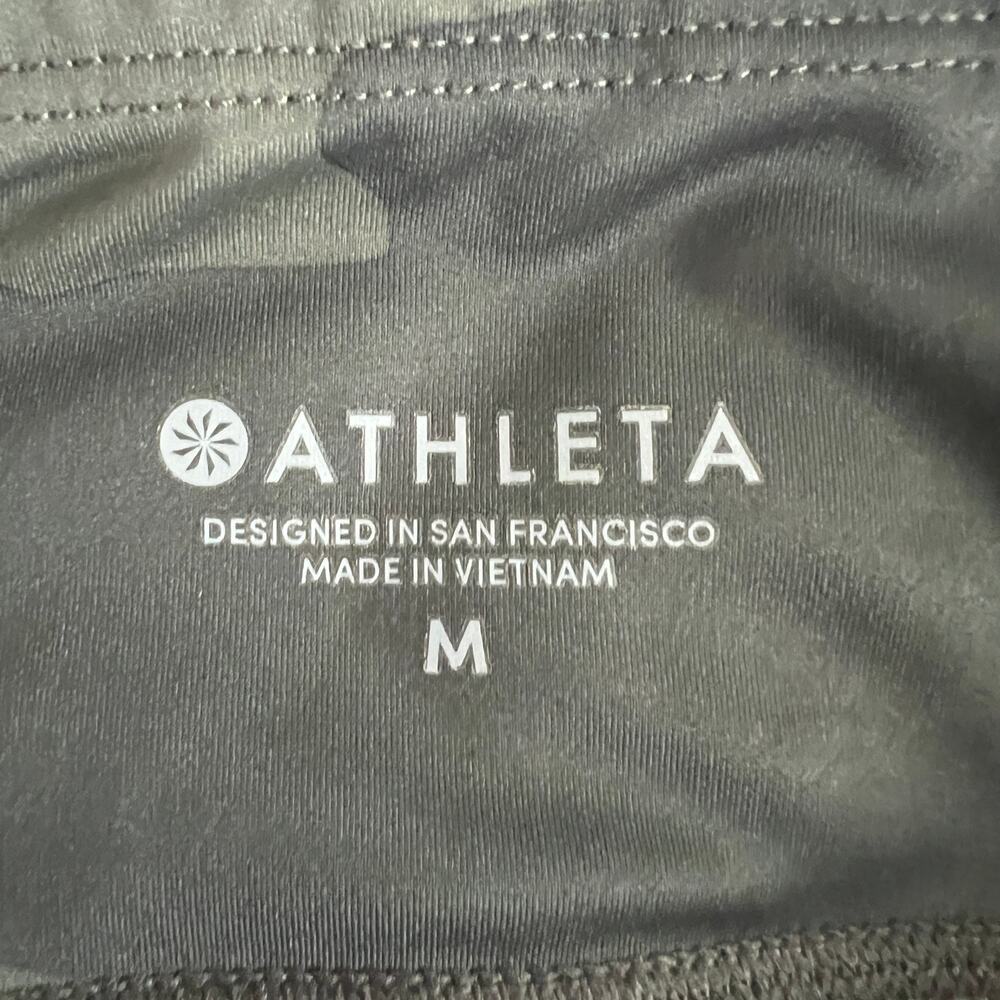 ATHLETA
DESIGNED IN SAN FRANCISCO
MADE IN VIETNAM
M